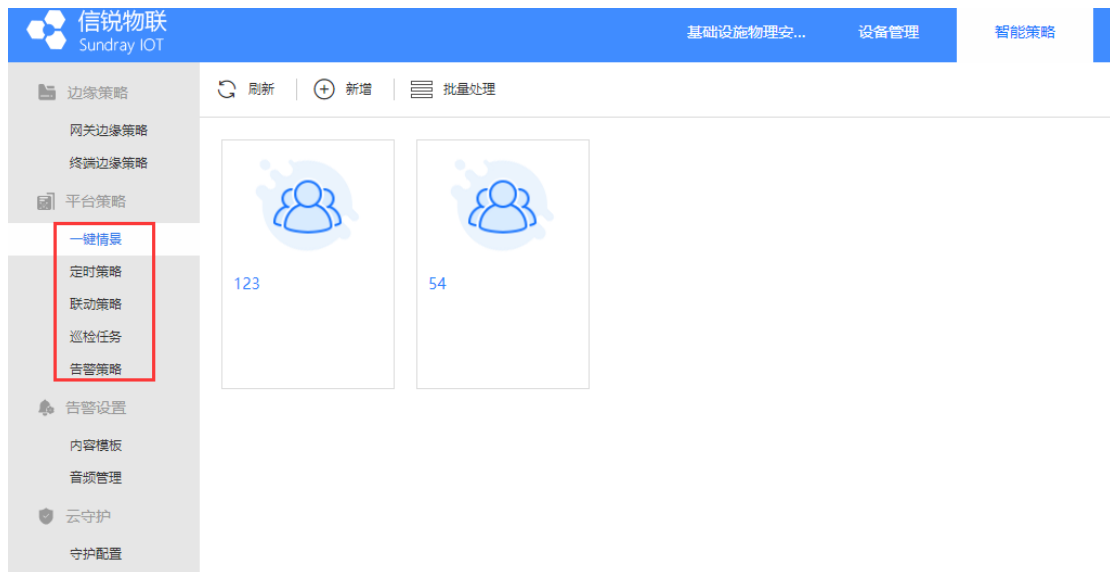 信锐物联
Sundray IOT
基础设施物理安... 设备管理 智能策略
边缘策略
网关边缘策略
终端边缘策略
平台策略
一键情景
定时策略
联动策略
巡检任务
告警策略
告警设置
内容模板
音频管理
云守护
守护配置
刷新 新增 批量处理
123 54